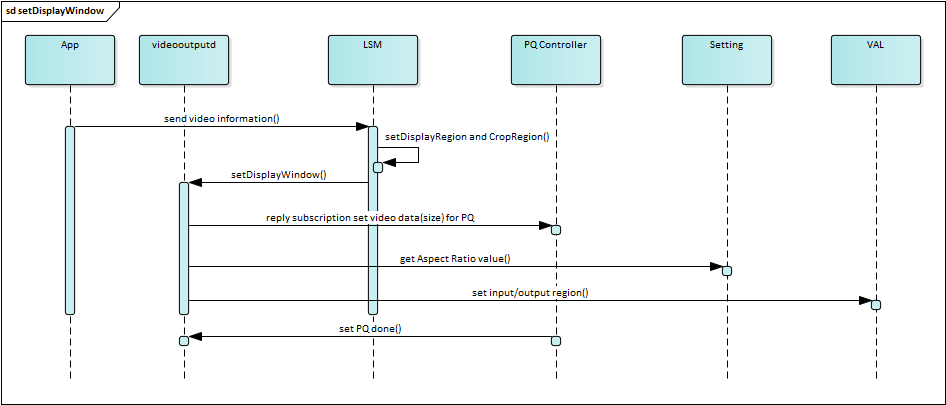 sd setDisplayWindow
App
videooutputd
LSM
PQ Controller
Setting
VAL
send video information()
setDisplayRegion and CropRegion()
setDisplayWindow()
reply subscription set video data(size) for PQ
get Aspect Ratio value()
set input/output region()
set PQ done()